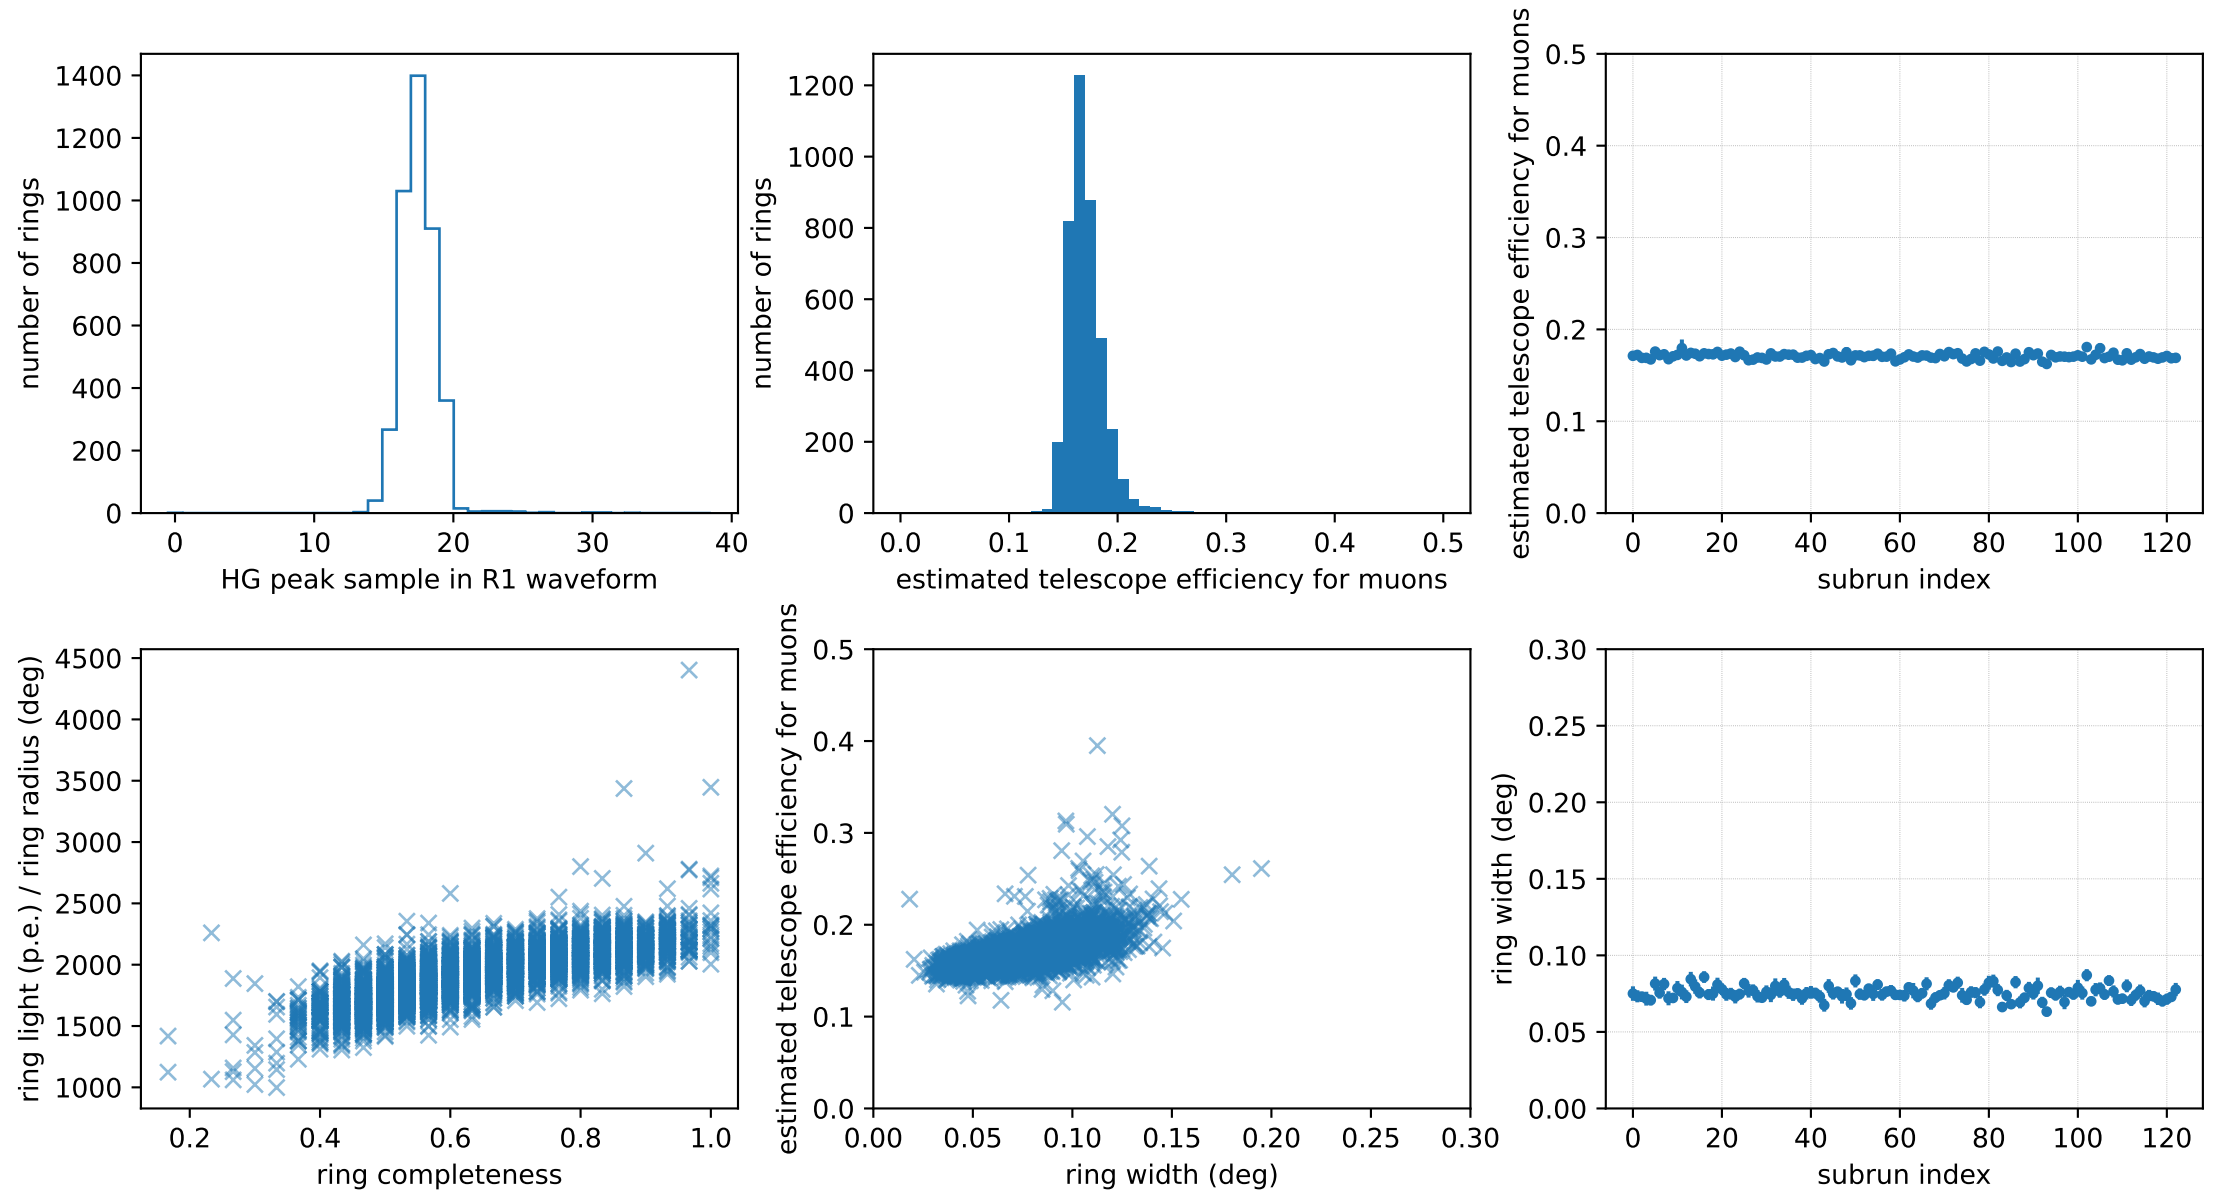 1400
1200
1000
800
600
400
200
0
number of rings
0 10 20 30 40
HG peak sample in R1 waveform
1200
1000
800
600
400
200
0
number of rings
0.0 0.1 0.2 0.3 0.4 0.5
estimated telescope efficiency for muons
0.5
0.4
0.3
0.2
0.1
0.0
estimated telescope efficiency for muons
0 20 40 60 80 100 120
subrun index
4500
4000
3500
3000
2500
2000
1500
1000
ring light (p.e.) / ring radius (deg)
0.2 0.4 0.6 0.8 1.0
ring completeness
0.5
0.4
0.3
0.2
0.1
0.0
estimated telescope efficiency for muons
0.00 0.05 0.10 0.15 0.20 0.25 0.30
ring width (deg)
0.30
0.25
0.20
0.15
0.10
0.05
0.00
ring width (deg)
0 20 40 60 80 100 120
subrun index